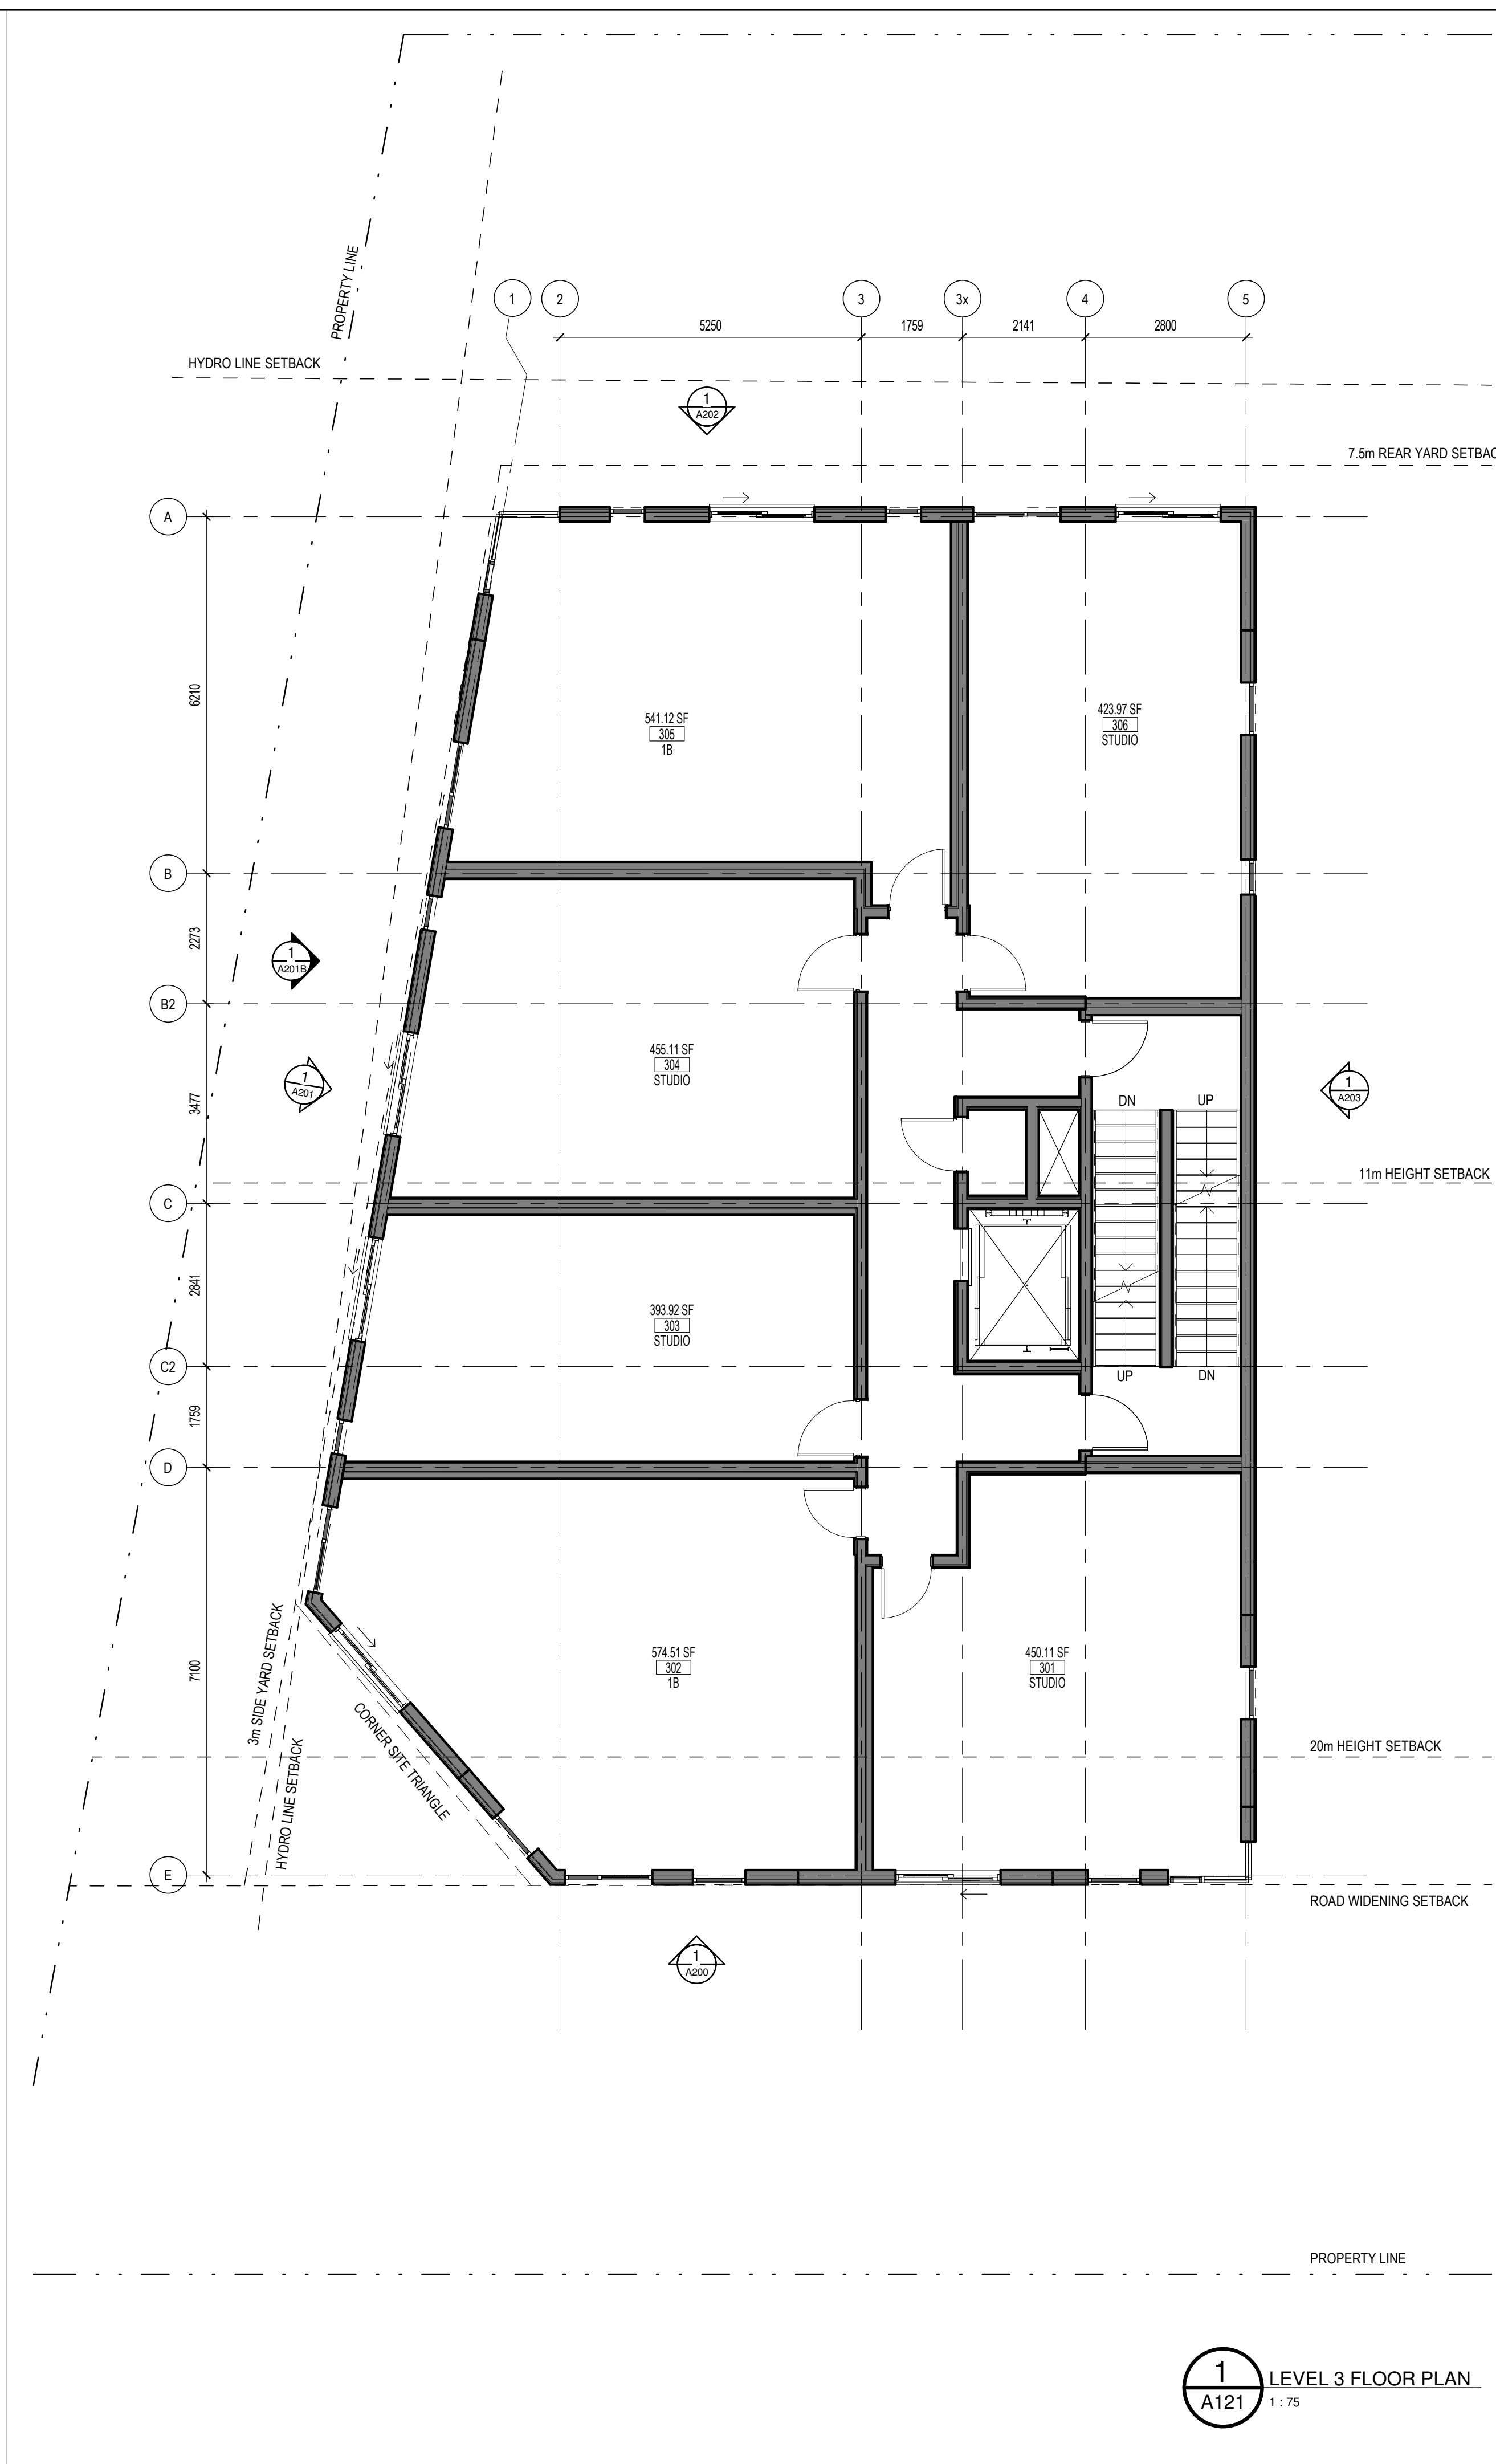 PROPERTY LINE
1
2
3
3x
4
5
5250
1759
2141
2800
HYDRO LINE SETBACK
1
A202
7.5m REAR YARD SETBAC
A
6210
541.12 SF
305
1B
423.97 SF
306
STUDIO
B
2273
1
A201B
B2
455.11 SF
304
STUDIO
1
A201
3477
1
A203
DN
UP
11m HEIGHT SETBACK
C
2841
393.92 SF
303
STUDIO
C2
UP
DN
1759
D
3m SIDE YARD SETBACK
HYDRO LINE SETBACK
CORNER SITE TRIANGLE
7100
574.51 SF
302
1B
450.11 SF
301
STUDIO
20m HEIGHT SETBACK
E
ROAD WIDENING SETBACK
1
A200
PROPERTY LINE
1
A121
LEVEL 3 FLOOR PLAN
1 : 75